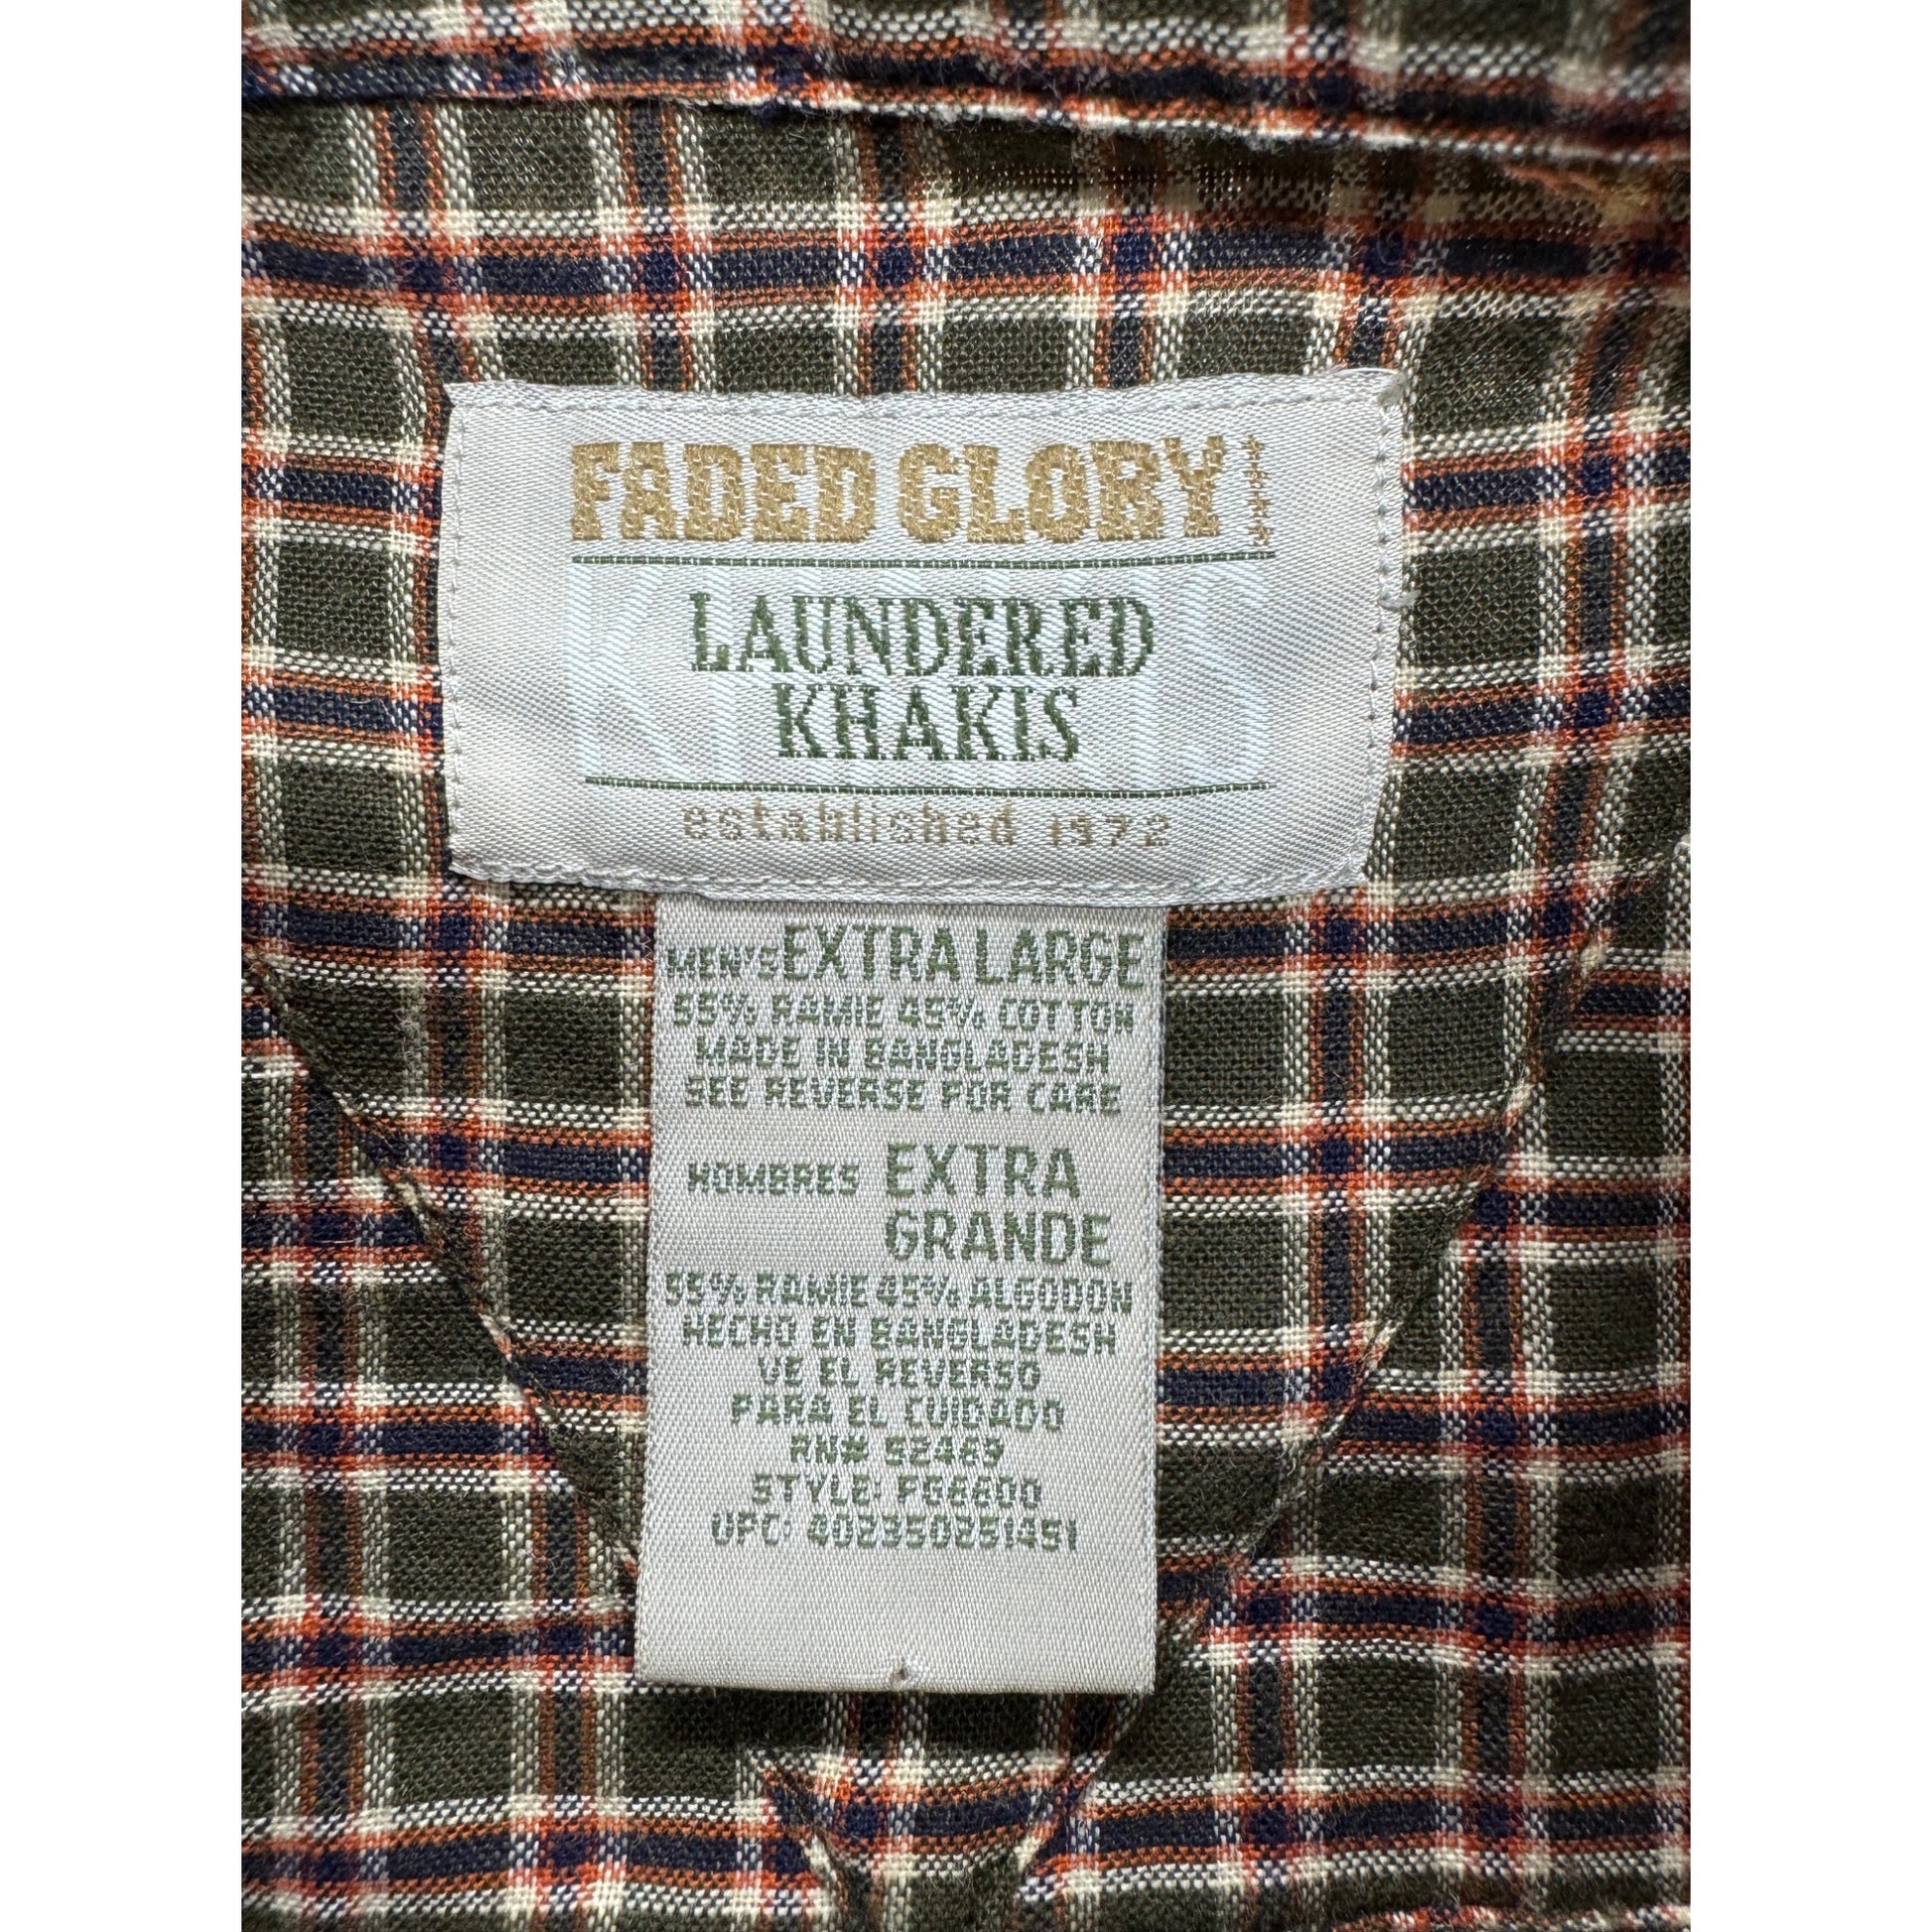 FADED GLORY
LAUNDERED
KHAKIS
established 1972
MEN'S EXTRA LARGE
55% RAMIE 45% COTTON
MADE IN BANGLADESH
SEE REVERSE FOR CARE
HOMBRES EXTRA
GRANDE
55% RAMIE 45% ALGODON
HECHO EN BANGLADESH
VE EL REVERSO
PARA EL CUIDADO
RN# 52469
STYLE:
UPC: